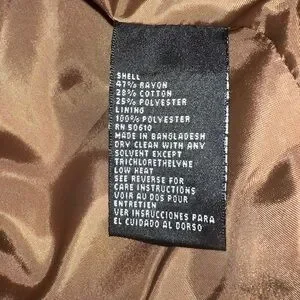 SHELL
47% RAYON
28% COTTON
25% POLYESTER
LINING
100% POLYESTER
RN 50610
MADE IN BANGLADESH
DRY CLEAN WITH ANY
SOLVENT EXCEPT
TRICHLORETHELYNE
LOW HEAT
SEE REVERSE FOR
CARE INSTRUCTIONS
VOIR AU DOS POUR
ENTRETIEN
VER INSRUCCIONES PARA
EL CUIDADO AL DORSO